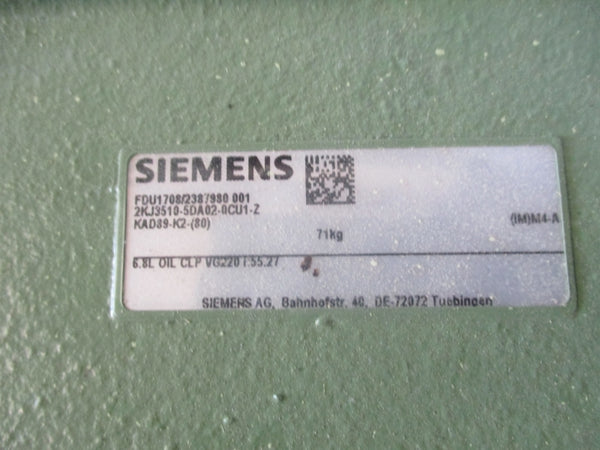 SIEMENS
FDU1708/2387980 001
2KJ3510-5DA02-0CU1-Z
KAD89-K2-(80)
71kg (IM)M4-A
6.8L OIL CLP VG220 i:55.27
SIEMENS AG, Bahnhofstr. 40, DE-72072 Tuebingen